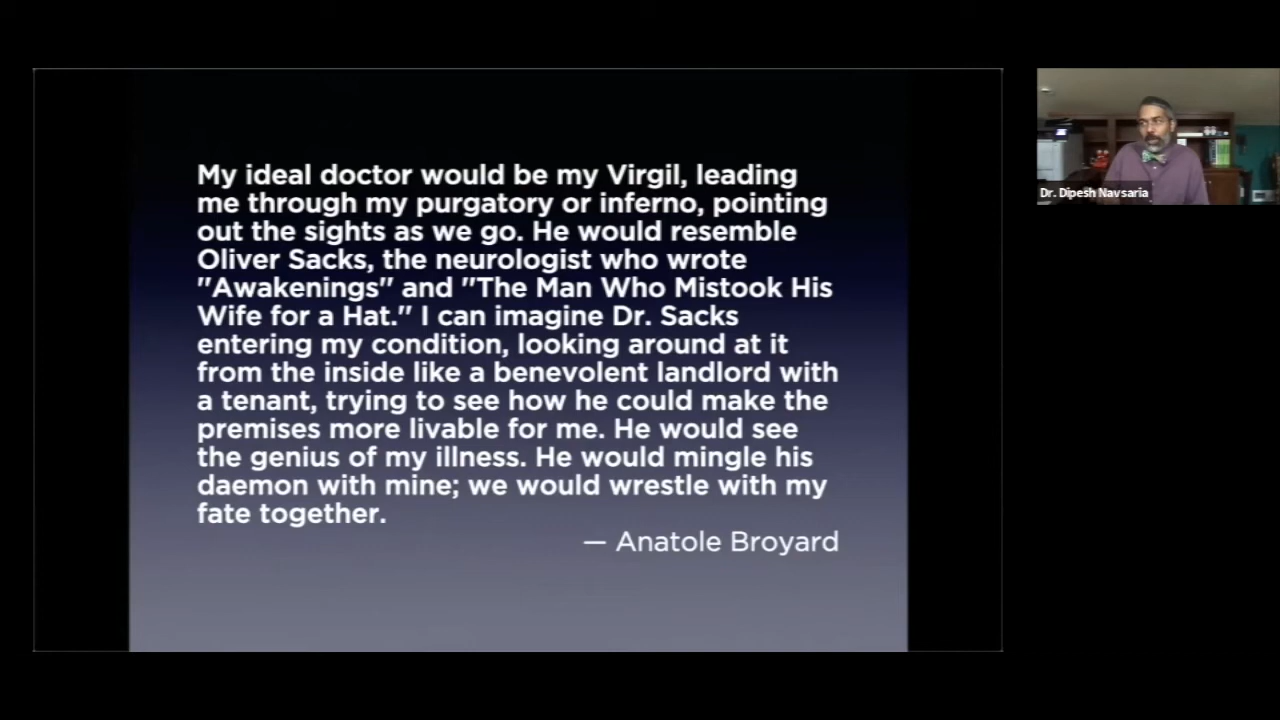 My ideal doctor would be my Virgil, leading
me through my purgatory or inferno, pointing
out the sights as we go. He would resemble
Oliver Sacks, the neurologist who wrote
"Awakenings" and "The Man Who Mistook His
Wife for a Hat." I can imagine Dr. Sacks
entering my condition, looking around at it
from the inside like a benevolent landlord with
a tenant, trying to see how he could make the
premises more livable for me. He would see
the genius of my illness. He would mingle his
daemon with mine; we would wrestle with my
fate together.
— Anatole Broyard
Dr. Dipesh Navsaria